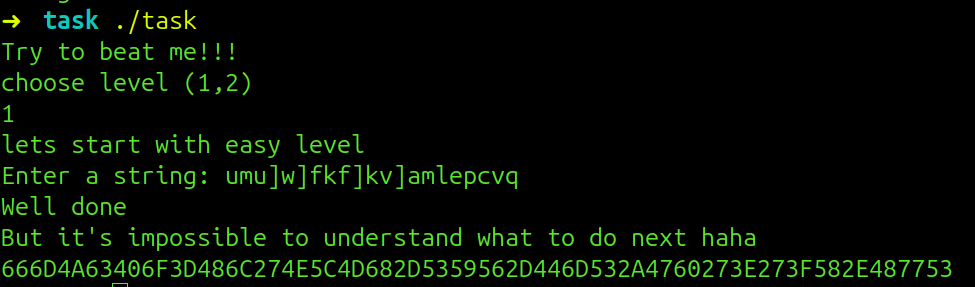 → task ./task
Try to beat me!!!
choose level (1,2)
1
lets start with easy level
Enter a string: umu]w]fkf]kv]amlepcvq
Well done
But it's impossible to understand what to do next haha
666D4A63406F3D486C274E5C4D682D5359562D446D532A4760273E273F582E487753